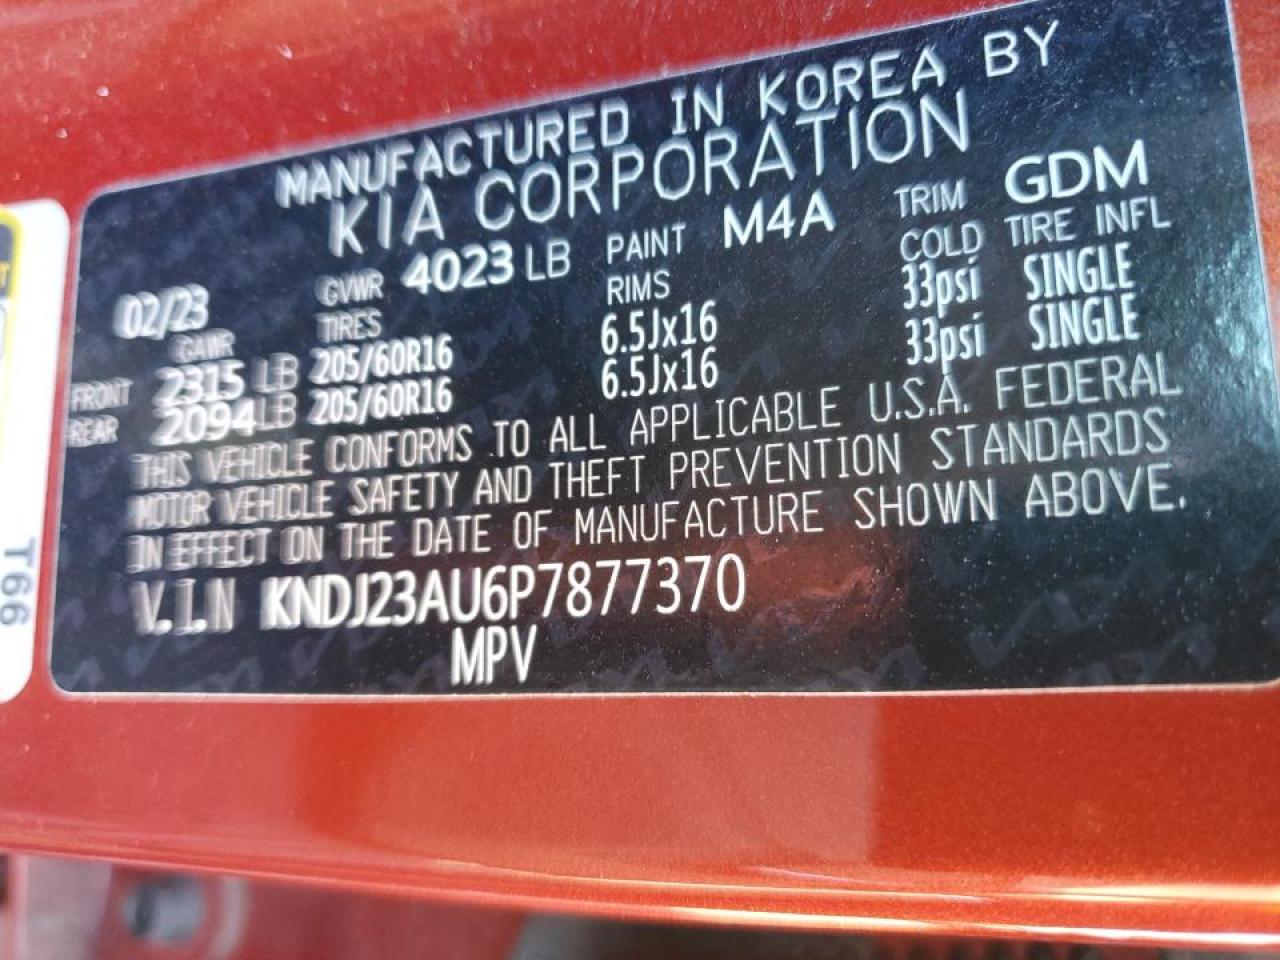 MANUFACTURED IN KOREA BY
KIA CORPORATION
02/23 GVWR 4023 LB PAINT M4A TRIM GDM
GAWR TIRES RIMS COLD TIRE INFL
FRONT 2315 LB 205/60R16 6.5Jx16 33psi SINGLE
REAR 2094LB 205/60R16 6.5Jx16 33psi SINGLE
THIS VEHICLE CONFORMS TO ALL APPLICABLE U.S.A. FEDERAL
MOTOR VEHICLE SAFETY AND THEFT PREVENTION STANDARDS
IN EFFECT ON THE DATE OF MANUFACTURE SHOWN ABOVE.
V.I.N KNDJ23AU6P7877370
MPV
T66